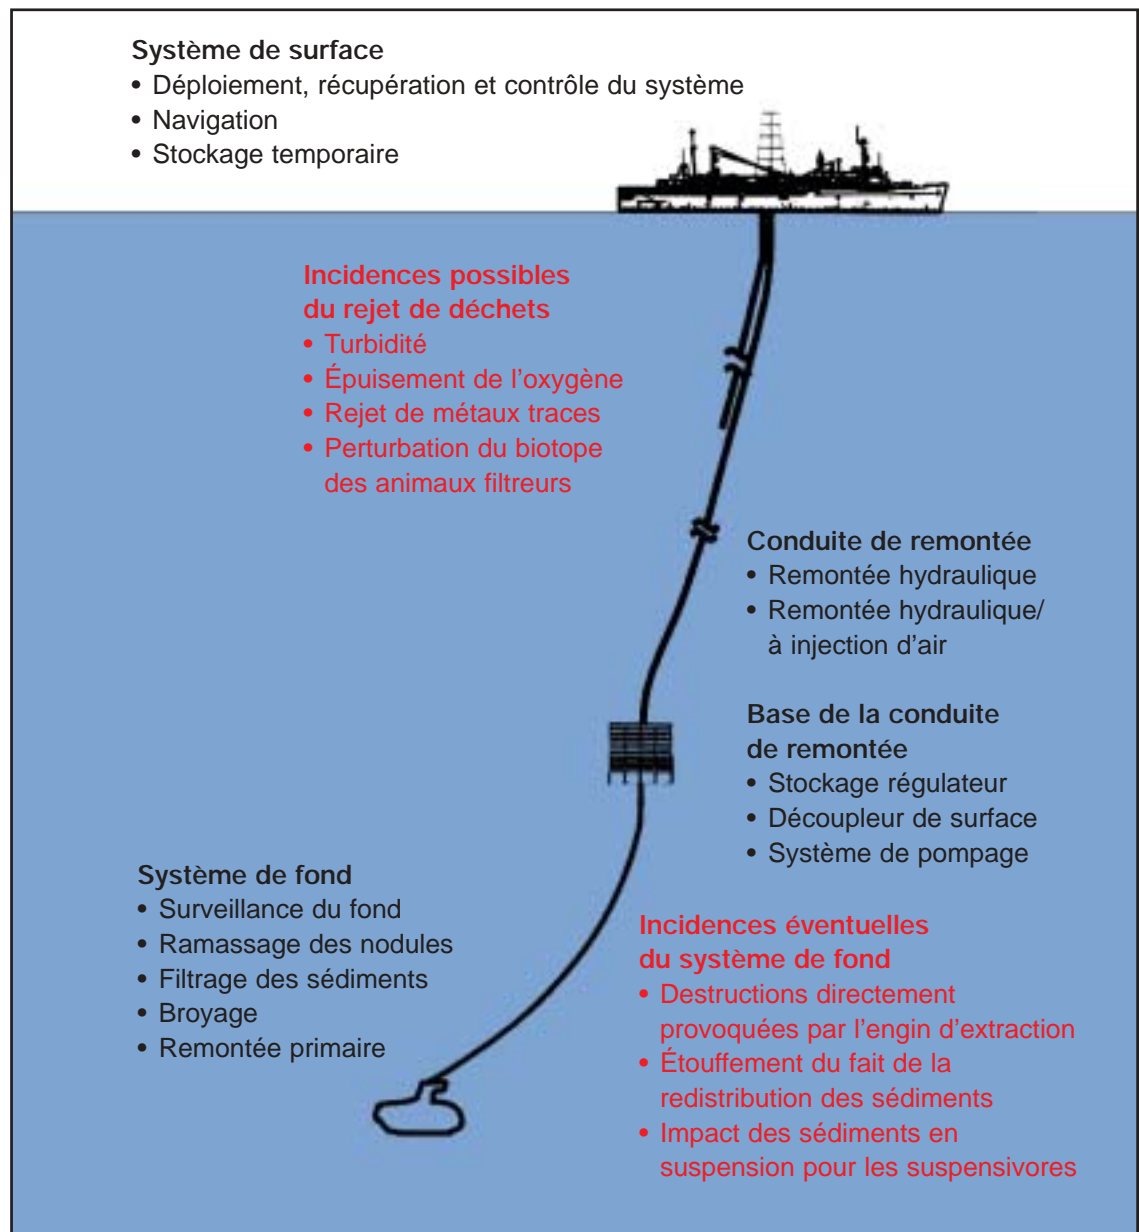 Système de surface
• Déploiement, récupération et contrôle du système
• Navigation
• Stockage temporaire
Incidences possibles
du rejet de déchets
• Turbidité
• Épuisement de l’oxygène
• Rejet de métaux traces
• Perturbation du biotope
des animaux filtreurs
Conduite de remontée
• Remontée hydraulique
• Remontée hydraulique/
à injection d’air
Base de la conduite
de remontée
• Stockage régulateur
• Découpleur de surface
• Système de pompage
Système de fond
• Surveillance du fond
• Ramassage des nodules
• Filtrage des sédiments
• Broyage
• Remontée primaire
Incidences éventuelles
du système de fond
• Destructions directement
provoquées par l’engin d’extraction
• Étouffement du fait de la
redistribution des sédiments
• Impact des sédiments en
suspension pour les suspensivores